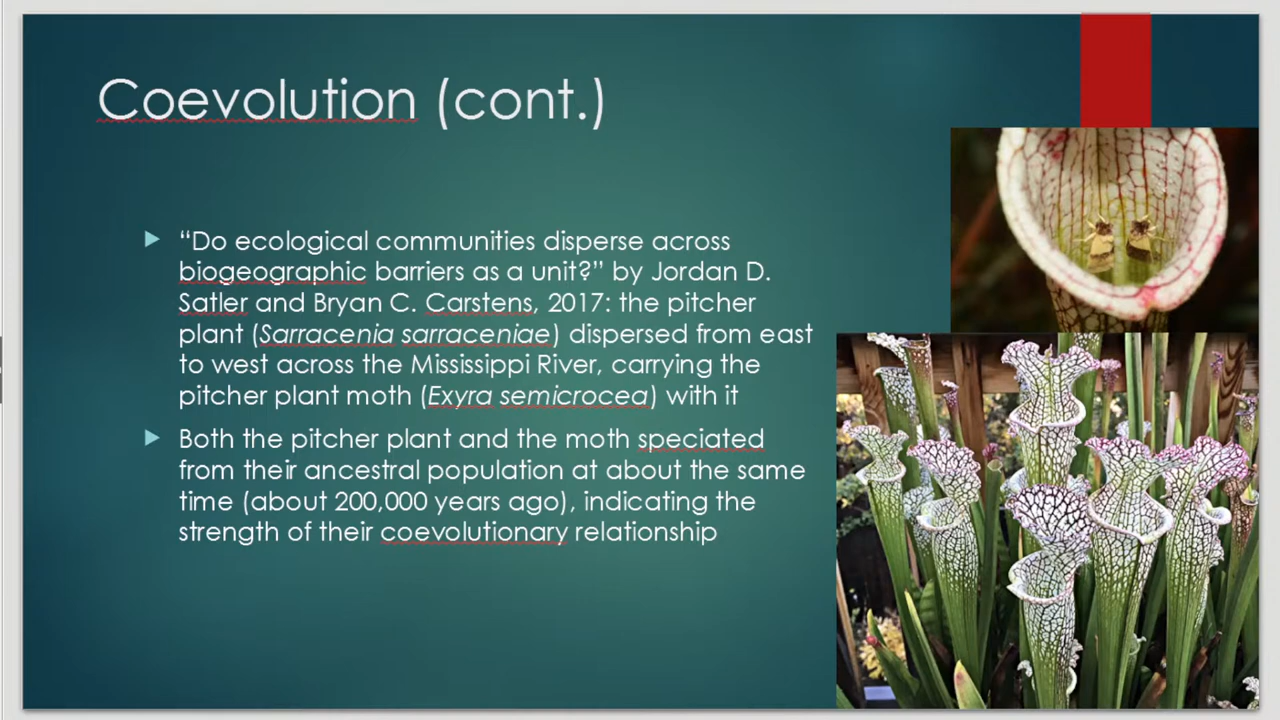 Coevolution (cont.)
“Do ecological communities disperse across
biogeographic barriers as a unit?” by Jordan D.
Satler and Bryan C. Carstens, 2017: the pitcher
plant (Sarracenia sarraceniae) dispersed from east
to west across the Mississippi River, carrying the
pitcher plant moth (Exyra semicrocea) with it
Both the pitcher plant and the moth speciated
from their ancestral population at about the same
time (about 200,000 years ago), indicating the
strength of their coevolutionary relationship